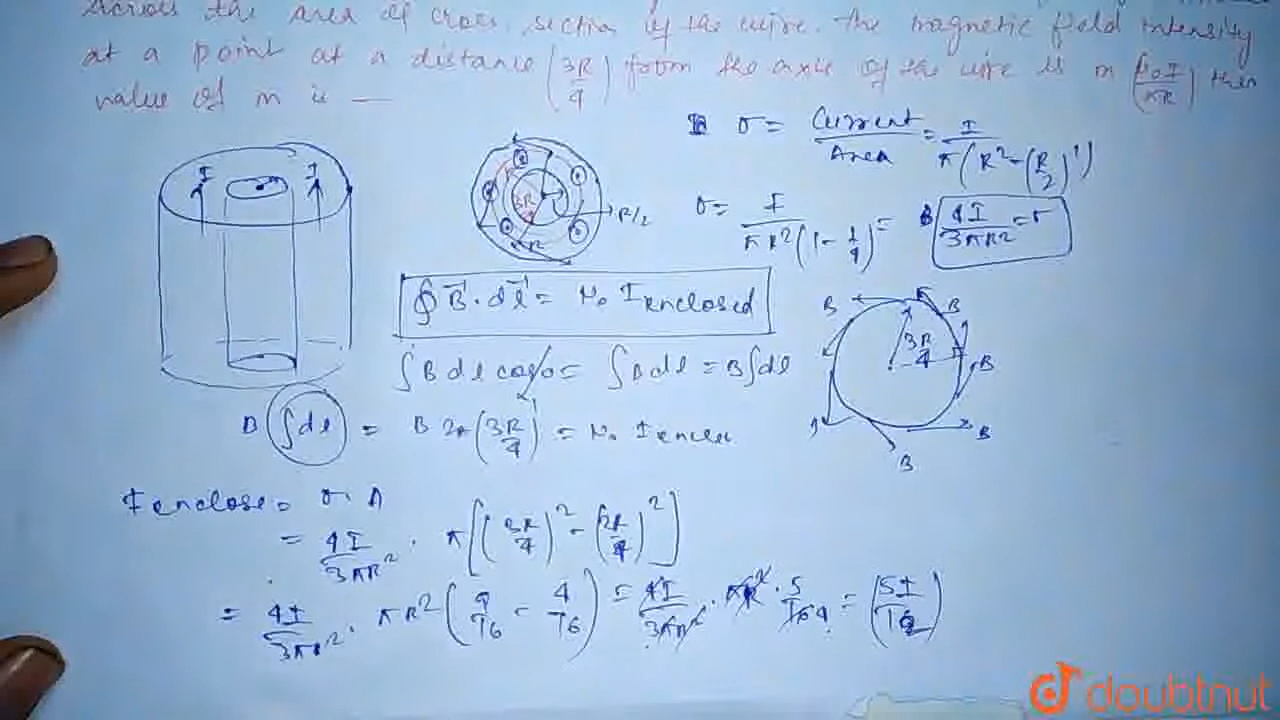 Across the area of cross section of the wire. the magnetic field intensity
at a point at a distance (3R/4) from the axis of the wire is m (μ₀I/πR) then
value of m is —
σ = Current/Area = I/π(R²-(R/2)²)
σ = I/πR²(1-1/4) = 4I/3πR² = σ
I I
3R
R/2
R
∮ B⃗ · dl⃗ = μ₀ I enclosed
∫B dl cos0 = ∫Bdl = B∫dl
B ∫dl = B 2π(3R/4) = μ₀ I
B B
3R/4
B
B
B
I enclose = σ. A
= 4I/3πR² . π[(3R/4)² - (2R/4)²]
= 4I/3πR² . πR²(9/16 - 4/16) = 4I/3πR² . πR² . 5/16 4 = (5I/12)
doubtnut